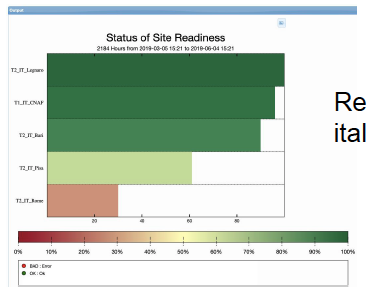 Output
Status of Site Readiness
2184 Hours from 2019-03-05 15:21 to 2019-06-04 15:21
T2_IT_Legnaro
T1_IT_CNAF
T2_IT_Bari
T2_IT_Pisa
T2_IT_Rome
20 40 60 80
0% 10% 20% 30% 40% 50% 60% 70% 80% 90% 100%
BAD : Error
OK : Ok
Re
ital